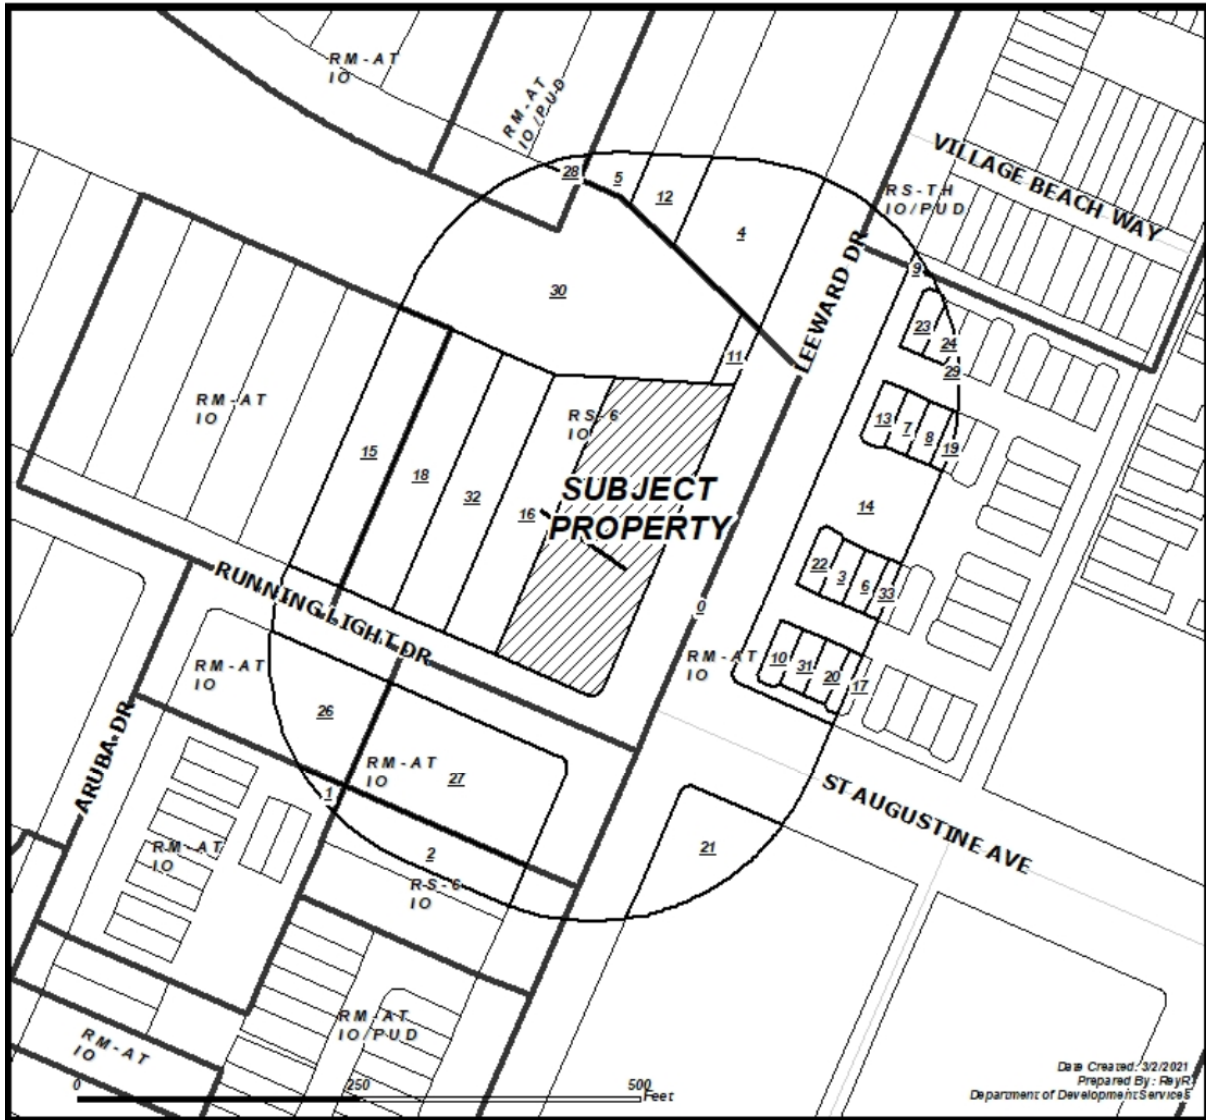 RM-AT
IO
RM-AT
IO/PUD
VILLAGE BEACH WAY
RS-TH
IO/PUD
28
5
12
4
LEEWARD DR
9
30
23
24
11
29
RM-AT
IO
RS-6
IO
13
7
8
19
15
18
32
16
SUBJECT
PROPERTY
14
22
3
6
33
RUNNING LIGHT DR
0
RM-AT
IO
RM-AT
IO
10
31
20
17
26
ARUBA DR
RM-AT
IO
27
1
ST AUGUSTINE AVE
RM-AT
IO
2
RS-6
IO
21
RM-AT
IO/PUD
RM-AT
IO
0
250
500
Feet
Date Created: 3/2/2021
Prepared By: RayR
Department of Development Services